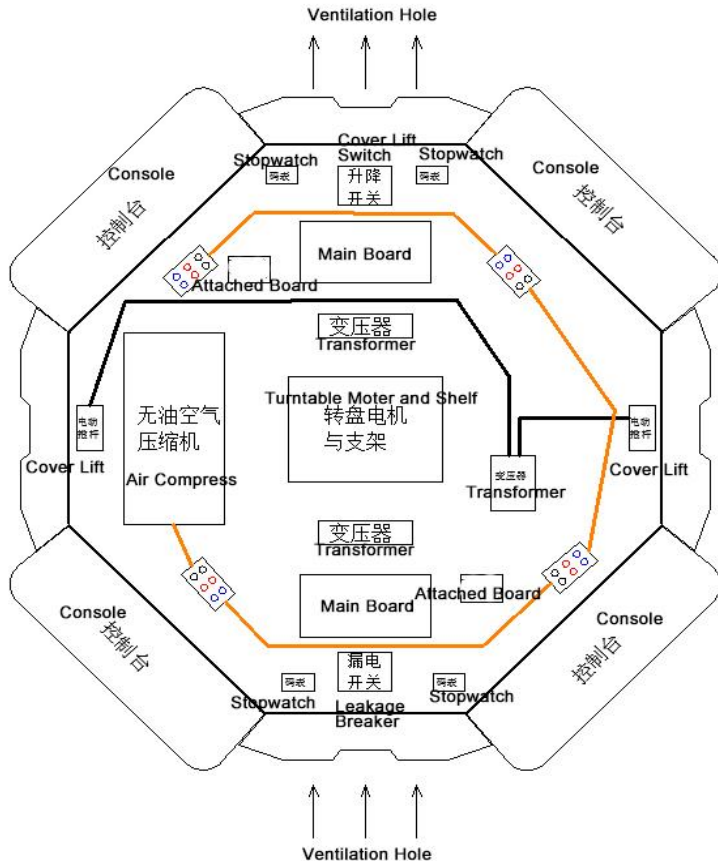 Ventilation Hole
Cover Lift
Switch
Stopwatch
Stopwatch
码表
升降
开关
码表
Console
控制台
Console
控制台
Main Board
Attached Board
变压器
Transformer
Turntable Moter and Shelf
转盘电机
与支架
无油空气
压缩机
Air Compress
电动
推杆
Cover Lift
电动
推杆
Cover Lift
变压器
Transformer
变压器
Transformer
Main Board
Attached Board
Console
控制台
Console
控制台
码表
漏电
开关
码表
Stopwatch
Stopwatch
Leakage
Breaker
Ventilation Hole